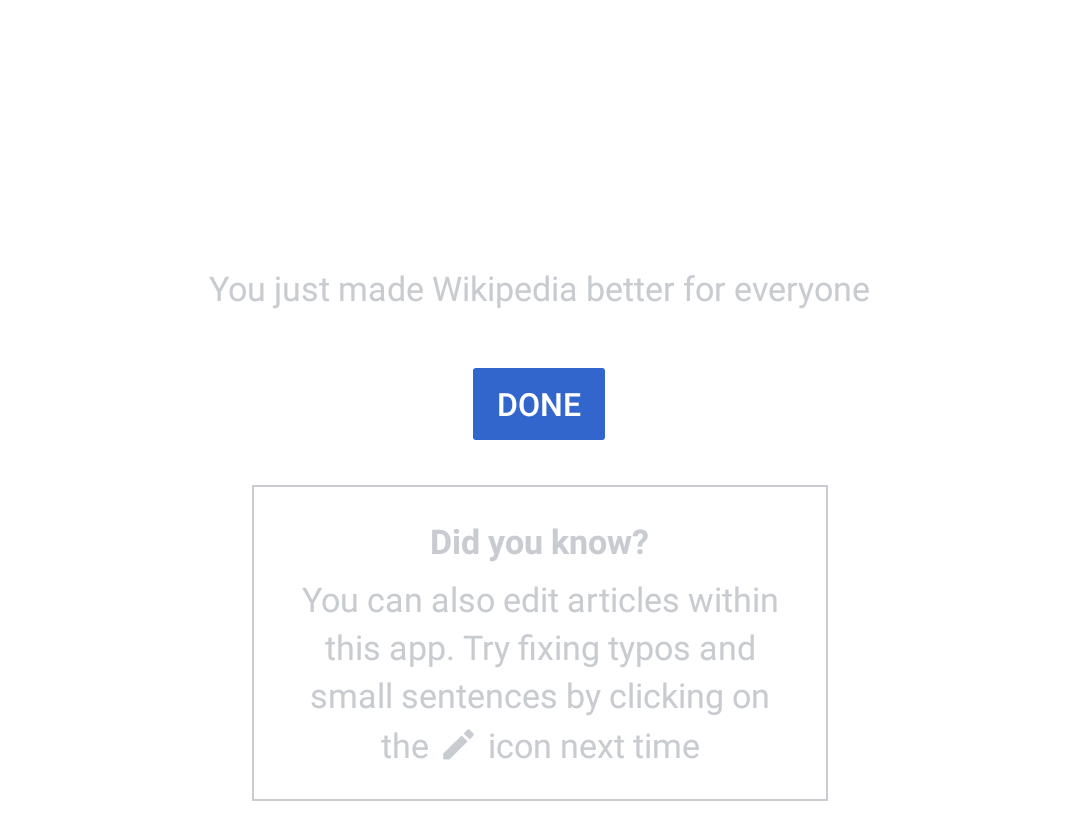 You just made Wikipedia better for everyone
DONE
Did you know?
You can also edit articles within
this app. Try fixing typos and
small sentences by clicking on
the icon next time